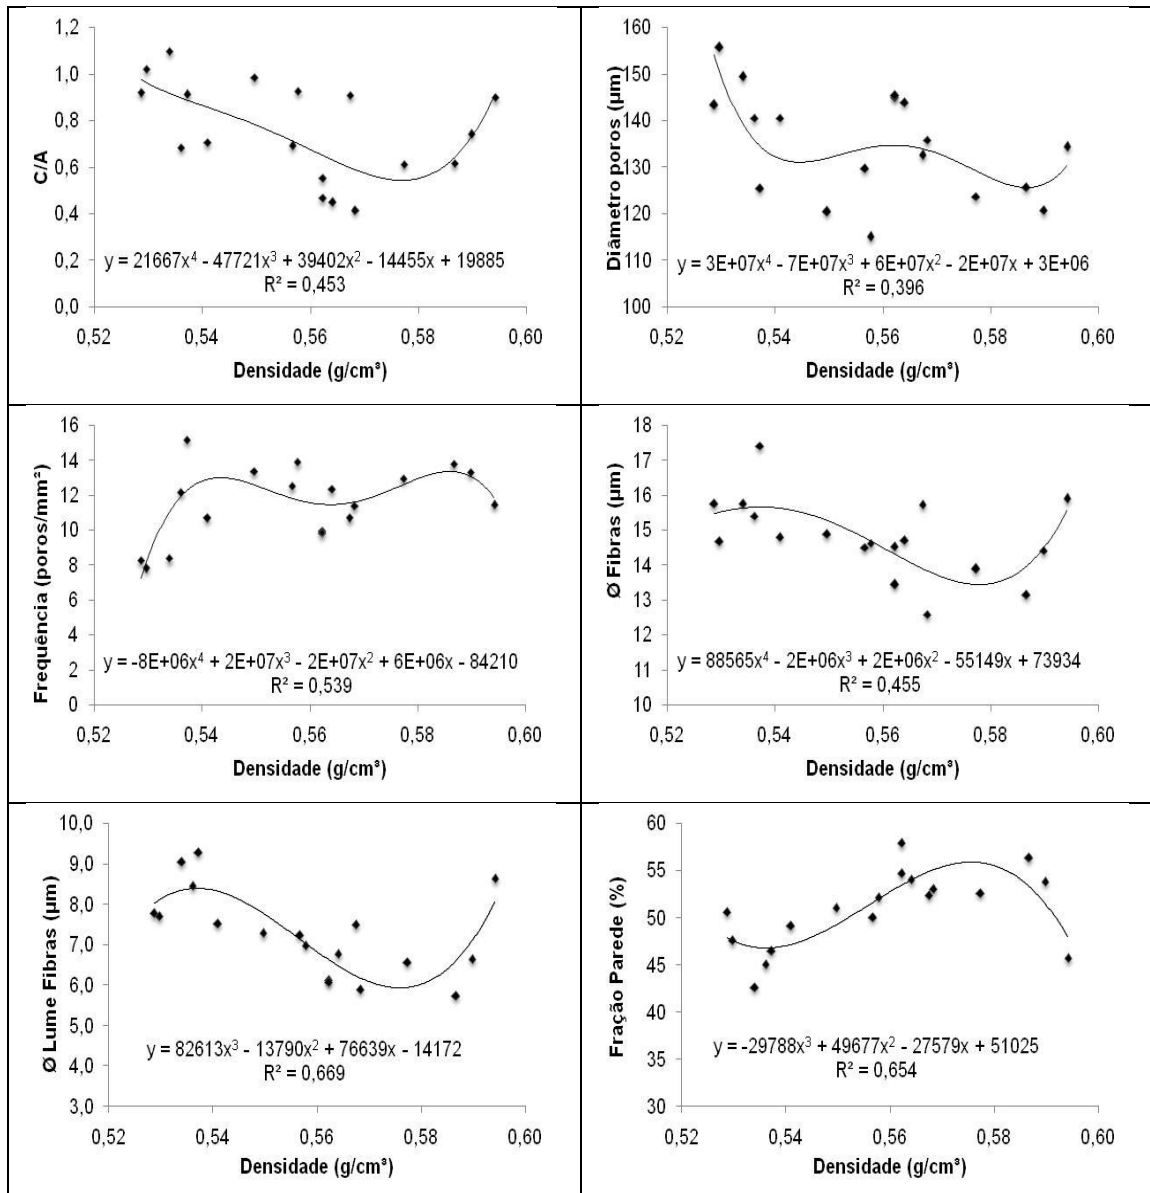 C/A
1,2
1,0
0,8
0,6
0,4
0,2
0,0
y = 21667x⁴ - 47721x³ + 39402x² - 14455x + 19885
R² = 0,453
0,52 0,54 0,56 0,58 0,60
Densidade (g/cm³)
Diâmetro poros (µm)
160
150
140
130
120
110
100
y = 3E+07x⁴ - 7E+07x³ + 6E+07x² - 2E+07x + 3E+06
R² = 0,396
0,52 0,54 0,56 0,58 0,60
Densidade (g/cm³)
Frequência (poros/mm²)
16
14
12
10
8
6
4
2
0
y = -8E+06x⁴ + 2E+07x³ - 2E+07x² + 6E+06x - 84210
R² = 0,539
0,52 0,54 0,56 0,58 0,60
Densidade (g/cm³)
Ø Fibras (µm)
18
17
16
15
14
13
12
11
10
y = 88565x⁴ - 2E+06x³ + 2E+06x² - 55149x + 73934
R² = 0,455
0,52 0,54 0,56 0,58 0,60
Densidade (g/cm³)
Ø Lume Fibras (µm)
10,0
9,0
8,0
7,0
6,0
5,0
4,0
3,0
y = 82613x³ - 13790x² + 76639x - 14172
R² = 0,669
0,52 0,54 0,56 0,58 0,60
Densidade (g/cm³)
Fração Parede (%)
60
55
50
45
40
35
30
y = -29788x³ + 49677x² - 27579x + 51025
R² = 0,654
0,52 0,54 0,56 0,58 0,60
Densidade (g/cm³)